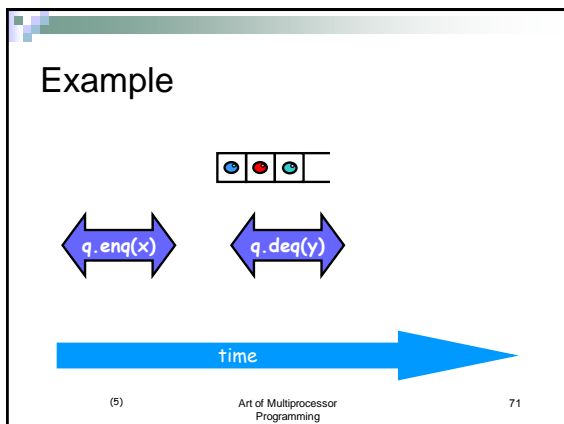 Example
q.enq(x)
q.deq(y)
time
(5)
Art of Multiprocessor
Programming
71